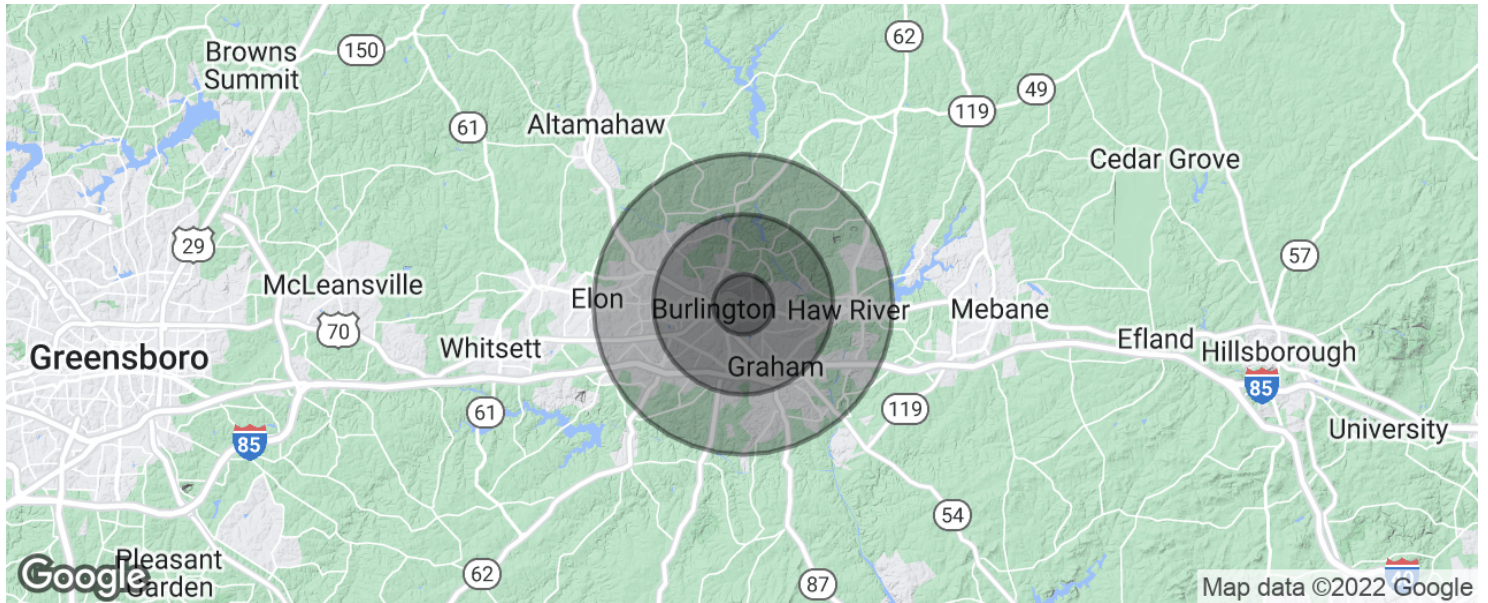 Browns
Summit
150
62
49
119
61
Altamahaw
Cedar Grove
29
57
McLeansville
Elon
Burlington
Haw River
Mebane
70
Whitsett
Efland
Hillsborough
Greensboro
Graham
85
61
119
University
85
54
Pleasant
Garden
62
87
40
Google
Map data ©2022 Google